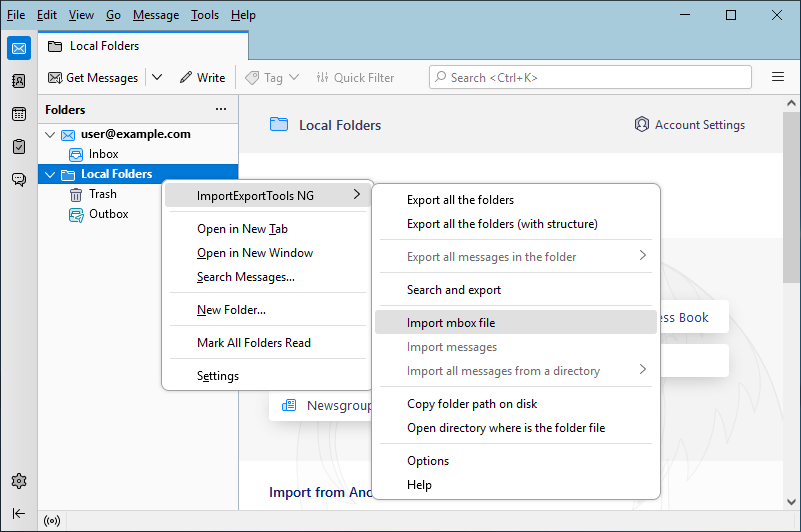 File Edit View Go Message Tools Help
Local Folders
Get Messages Write Tag Quick Filter Search <Ctrl+K>
Folders ...
user@example.com
Inbox
Local Folders
Trash
Outbox
Local Folders Account Settings
ImportExportTools NG
Open in New Tab
Open in New Window
Search Messages...
New Folder...
Mark All Folders Read
Settings
Export all the folders
Export all the folders (with structure)
Export all messages in the folder
Search and export
Import mbox file
Import messages
Import all messages from a directory
Copy folder path on disk
Open directory where is the folder file
Options
Help
Book
Import from